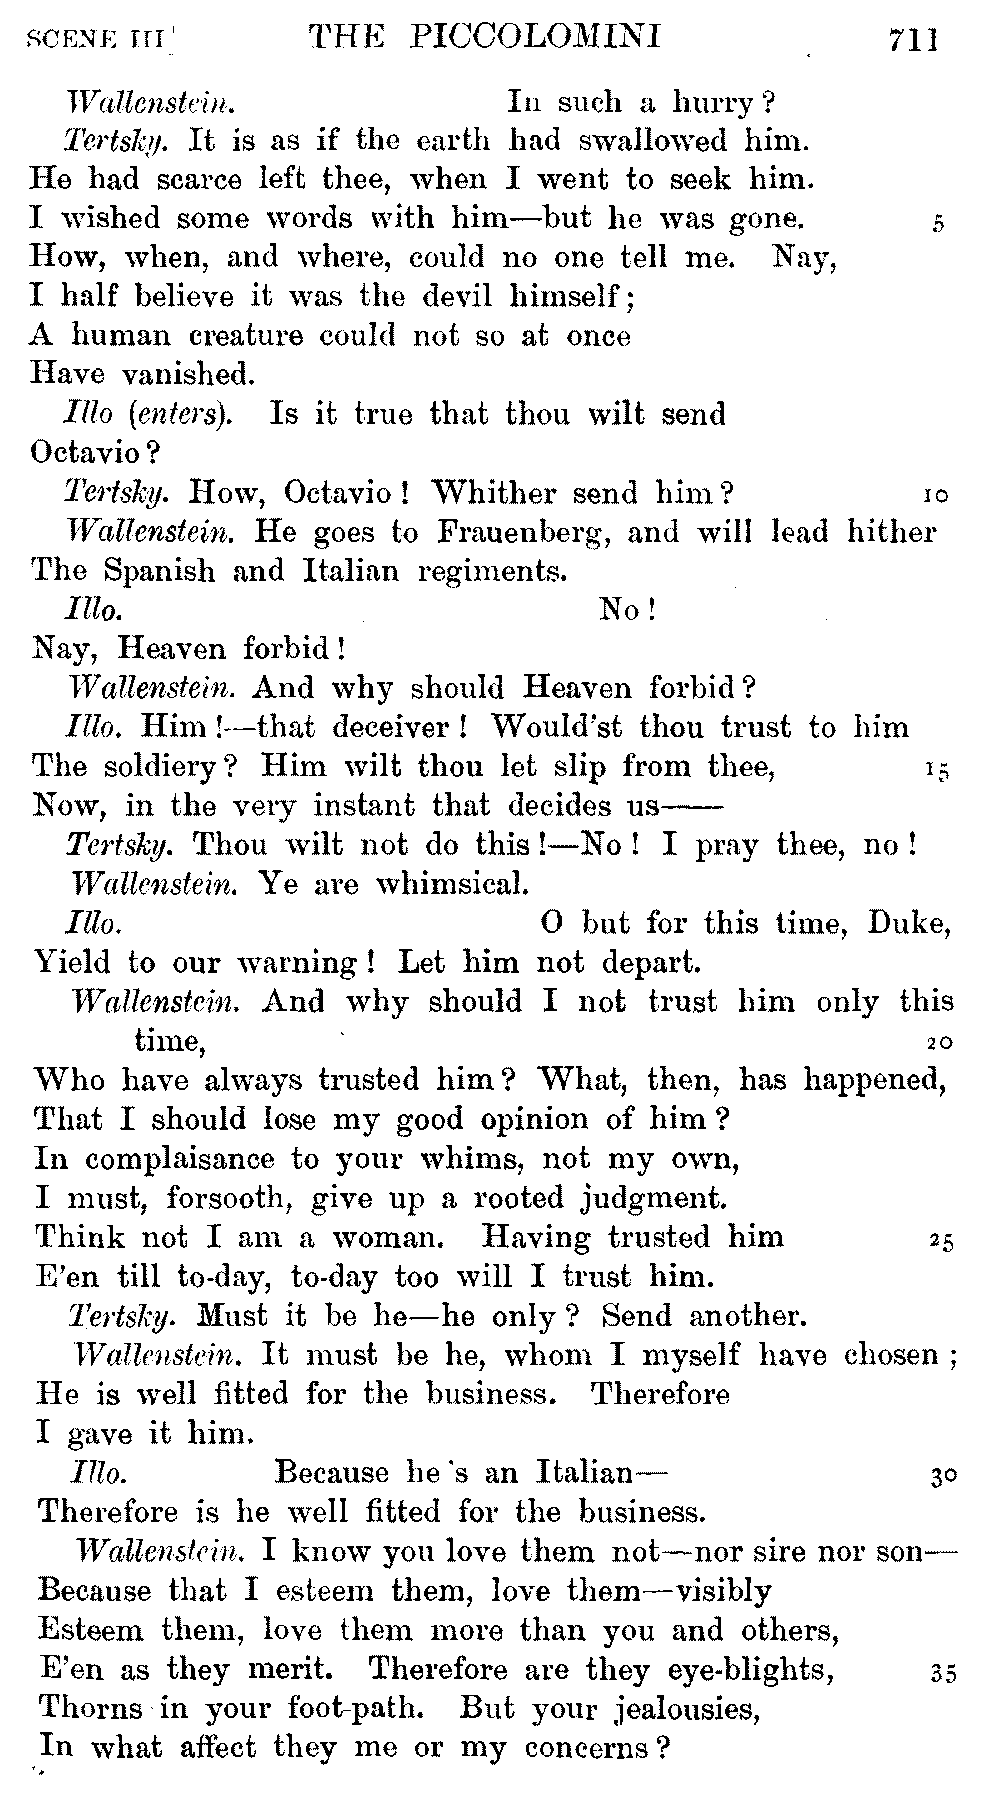 SCENE III THE PICCOLOMINI 711
Wallenstein. In such a hurry?
Tertsky. It is as if the earth had swallowed him.
He had scarce left thee, when I went to seek him.
I wished some words with him—but he was gone. 5
How, when, and where, could no one tell me. Nay,
I half believe it was the devil himself;
A human creature could not so at once
Have vanished.
Illo (enters). Is it true that thou wilt send
Octavio?
Tertsky. How, Octavio! Whither send him? 10
Wallenstein. He goes to Frauenberg, and will lead hither
The Spanish and Italian regiments.
Illo. No!
Nay, Heaven forbid!
Wallenstein. And why should Heaven forbid?
Illo. Him!—that deceiver! Would'st thou trust to him
The soldiery? Him wilt thou let slip from thee, 15
Now, in the very instant that decides us——
Tertsky. Thou wilt not do this!—No! I pray thee, no!
Wallenstein. Ye are whimsical.
Illo. O but for this time, Duke,
Yield to our warning! Let him not depart.
Wallenstein. And why should I not trust him only this
time, 20
Who have always trusted him? What, then, has happened,
That I should lose my good opinion of him?
In complaisance to your whims, not my own,
I must, forsooth, give up a rooted judgment.
Think not I am a woman. Having trusted him 25
E'en till to-day, to-day too will I trust him.
Tertsky. Must it be he—he only? Send another.
Wallenstein. It must be he, whom I myself have chosen;
He is well fitted for the business. Therefore
I gave it him.
Illo. Because he's an Italian— 30
Therefore is he well fitted for the business.
Wallenstein. I know you love them not—nor sire nor son—
Because that I esteem them, love them—visibly
Esteem them, love them more than you and others,
E'en as they merit. Therefore are they eye-blights, 35
Thorns in your foot-path. But your jealousies,
In what affect they me or my concerns?